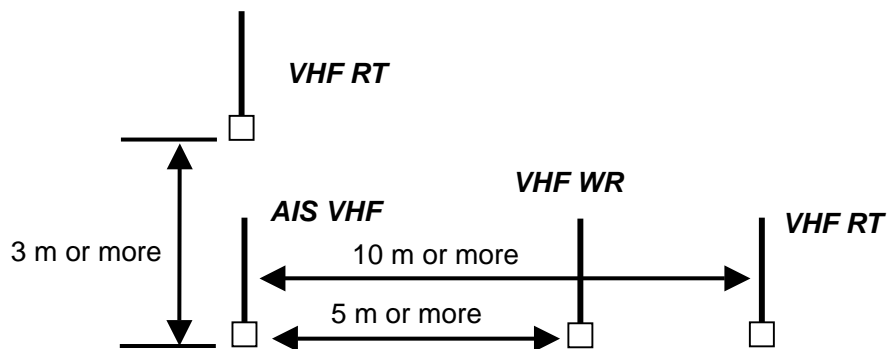 VHF RT
VHF WR
AIS VHF
VHF RT
3 m or more
10 m or more
5 m or more